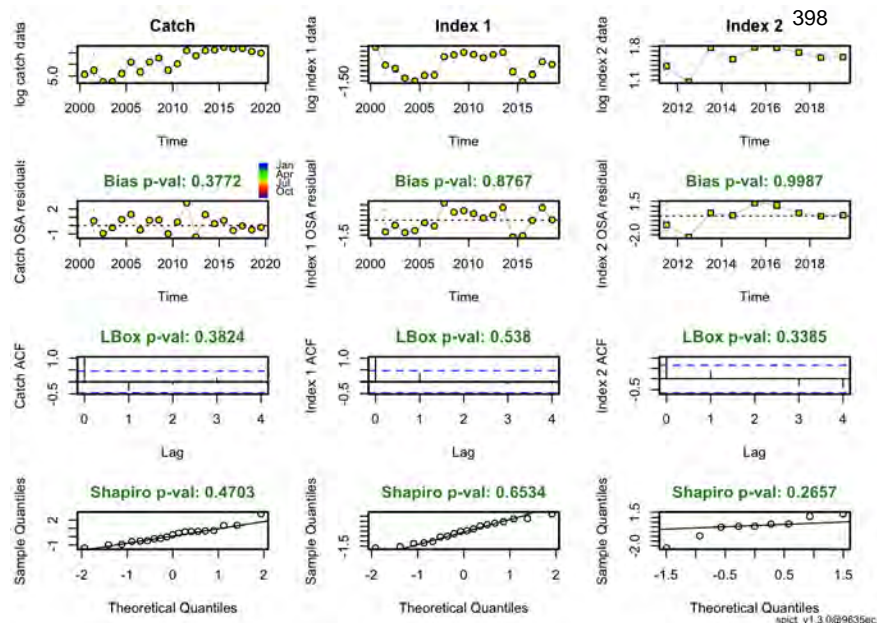 398
Catch
Index 1
Index 2
log catch data
5.0
2000 2005 2010 2015 2020
Time
log index 1 data
-1.50
2000 2005 2010 2015
Time
log index 2 data
1.1 1.18
2012 2014 2016 2018
Time
Jan
Apr
Jul
Oct
Bias p-val: 0.3772
Bias p-val: 0.8767
Bias p-val: 0.9987
Catch OSA residuals
-1 2
2000 2005 2010 2015 2020
Time
Index 1 OSA residuals
-1.5
2000 2005 2010 2015
Time
Index 2 OSA residuals
-2.0 1.5
2012 2014 2016 2018
Time
LBox p-val: 0.3824
LBox p-val: 0.538
LBox p-val: 0.3385
Catch ACF
-0.5 1.0
0 1 2 3 4
Lag
Index 1 ACF
-0.5 1.0
0 1 2 3 4
Lag
Index 2 ACF
-0.5
0 1 2 3 4
Lag
Shapiro p-val: 0.4703
Shapiro p-val: 0.6534
Shapiro p-val: 0.2657
Sample Quantiles
-1 2
-2 -1 0 1 2
Theoretical Quantiles
Sample Quantiles
-1.5
-2 -1 0 1 2
Theoretical Quantiles
Sample Quantiles
-2.0 1.5
-1.5 -0.5 0.5 1.5
Theoretical Quantiles
spict_v1.3.0@9635ec